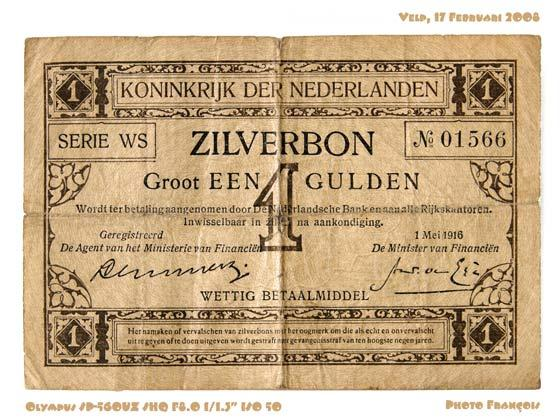 Velp, 17 Februari 2008
1 KONINKRIJK DER NEDERLANDEN 1
SERIE WS ZILVERBON № 01566
Groot EEN 1 GULDEN
Wordt ter betaling aangenomen door De Nederlandsche Bank en aan alle Rijkskantoren.
Inwisselbaar in zilver na aankondiging.
Geregistreerd 1 Mei 1916
De Agent van het Ministerie van Financiën De Minister van Financiën
WETTIG BETAALMIDDEL
1 Het namaken of vervalschen van zilverbons met het oogmerk om die als echt en onvervalscht 1
uit te geven of te doen uitgeven wordt gestraft met gevangenisstraf van ten hoogste negen jaren.
Olympus SP-560UZ SHQ F8.0 1/1.3" ISO 50 Photo François